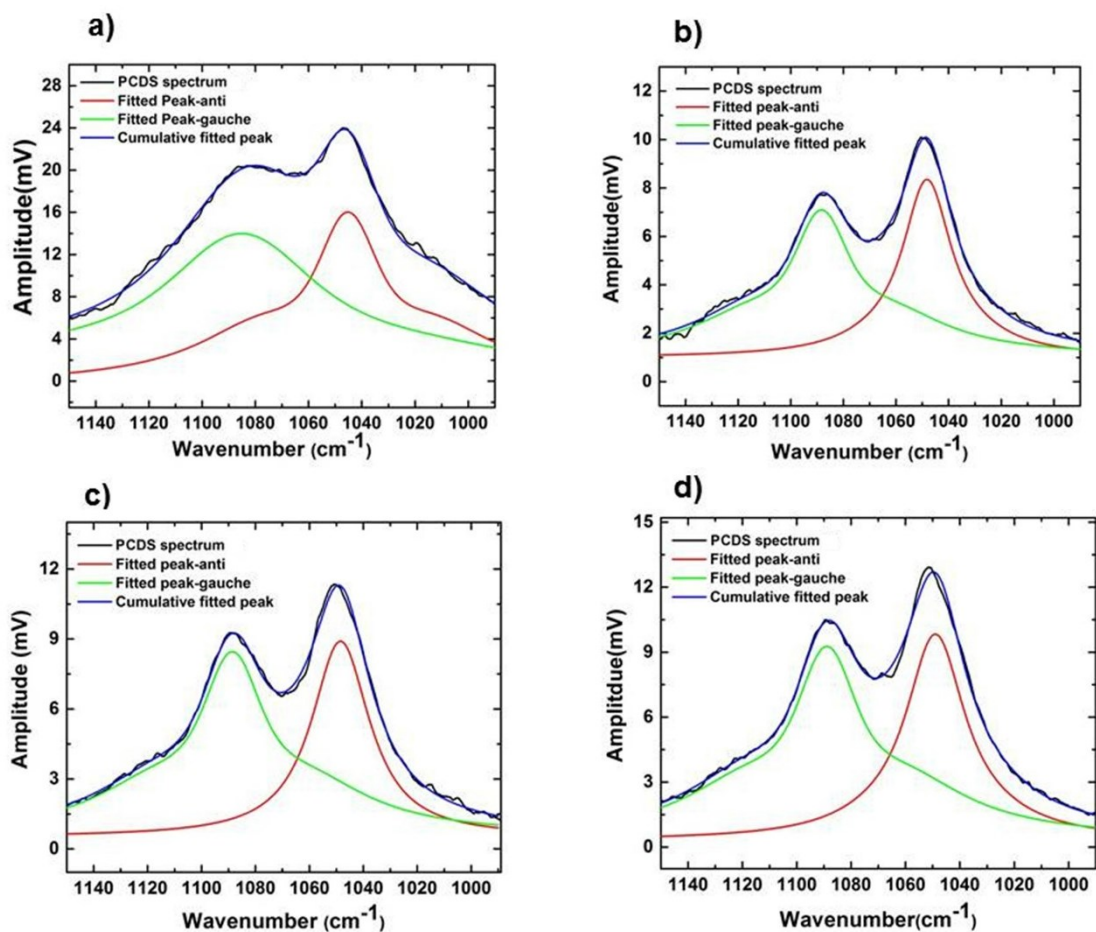 a)
PCDS spectrum
Fitted Peak-anti
Fitted Peak-gauche
Cumulative fitted peak
28
24
20
16
12
8
4
0
Amplitude(mV)
1140 1120 1100 1080 1060 1040 1020 1000
Wavenumber (cm⁻¹)
b)
PCDS spectrum
Fitted peak-anti
Fitted peak-gauche
Cumulative fitted peak
12
10
8
6
4
2
0
Amplitude(mV)
1140 1120 1100 1080 1060 1040 1020 1000
Wavenumber (cm⁻¹)
c)
PCDS spectrum
Fitted peak-anti
Fitted peak-gauche
Cumulative fitted peak
12
9
6
3
0
Amplitude (mV)
1140 1120 1100 1080 1060 1040 1020 1000
Wavenumber (cm⁻¹)
d)
PCDS spectrum
Fitted peak-anti
Fitted peak-gauche
Cumulative fitted peak
15
12
9
6
3
0
Amplitdue(mV)
1140 1120 1100 1080 1060 1040 1020 1000
Wavenumber(cm⁻¹)